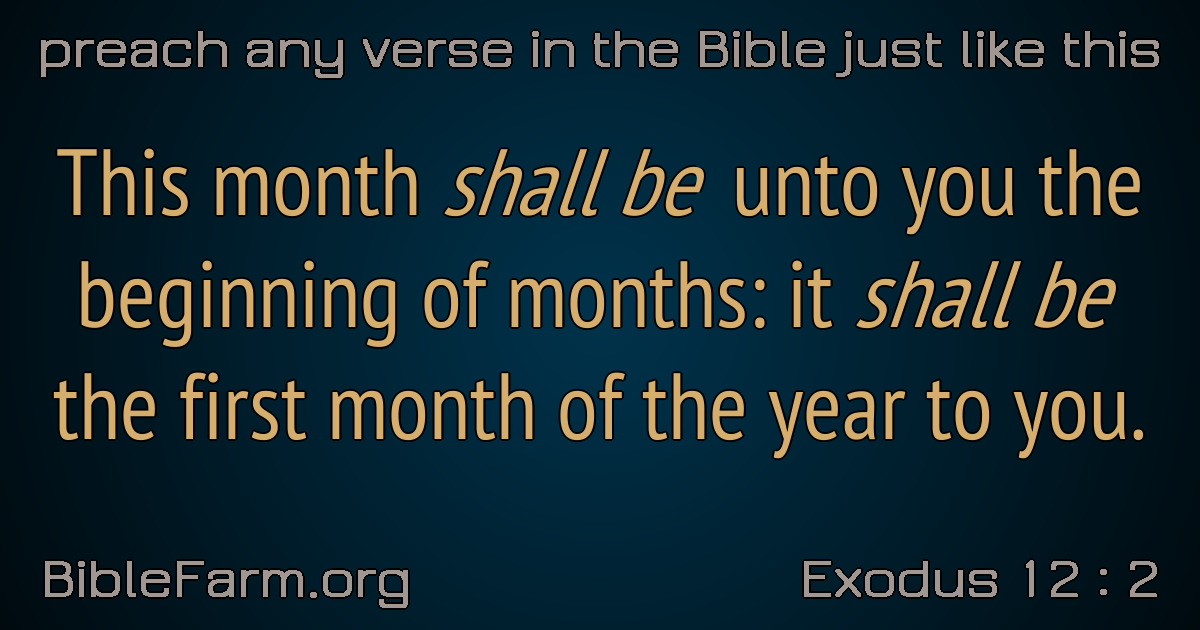 preach any verse in the Bible just like this
This month shall be unto you the
beginning of months: it shall be
the first month of the year to you.
BibleFarm.org
Exodus 12 : 2